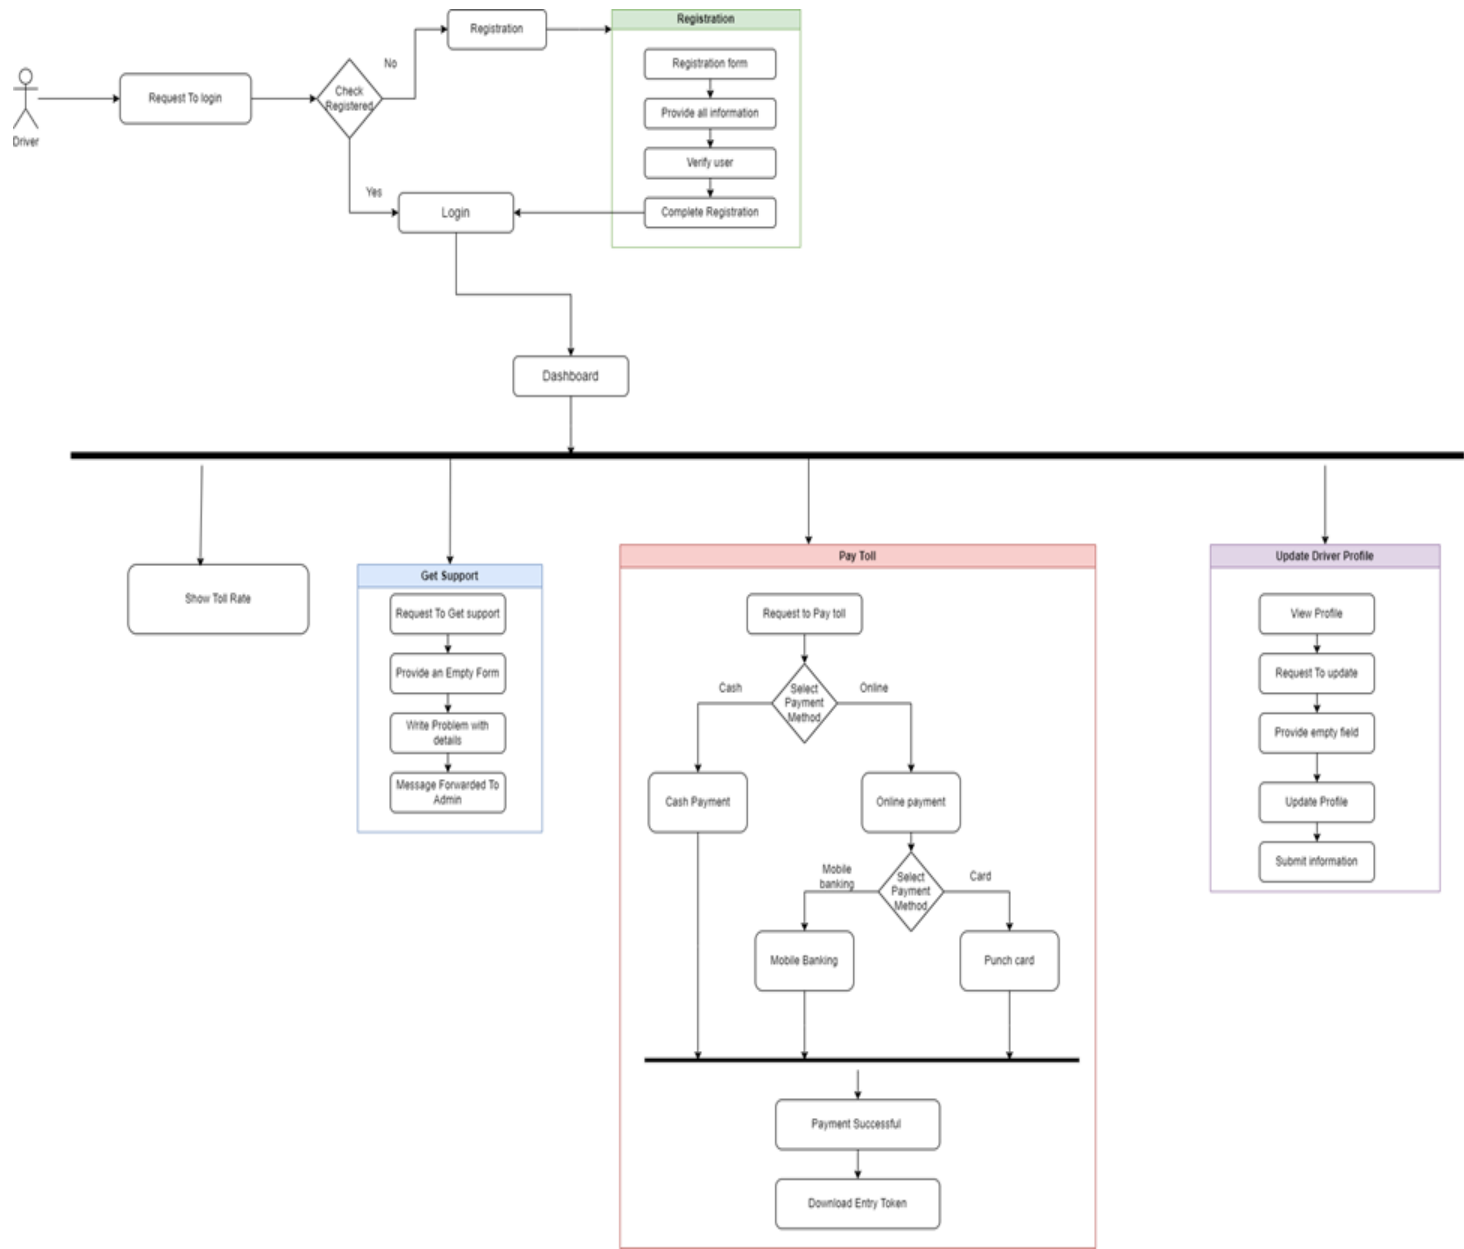 Registration
Registration
No
Registration form
Check
Registered
Request To login
Provide all information
Driver
Verify user
Yes
Login
Complete Registration
Dashboard
Pay Toll
Update Driver Profile
Get Support
Show Toll Rate
Request To Get support
Request to Pay toll
View Profile
Provide an Empty Form
Request To update
Cash
Select
Payment
Method
Online
Write Problem with
details
Provide empty field
Message Forwarded To
Admin
Cash Payment
Online payment
Update Profile
Mobile
banking
Select
Payment
Method
Card
Submit information
Mobile Banking
Punch card
Payment Successful
Download Entry Token